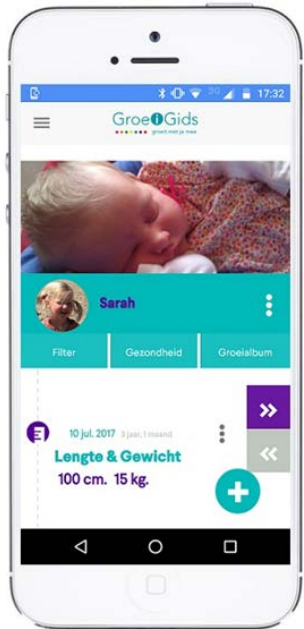 3G 17:32
GroeiGids
groeit met je mee
Sarah
Filter Gezondheid Groeialbum
10 jul. 2017 3 jaar, 1 maand
Lengte & Gewicht
100 cm. 15 kg.